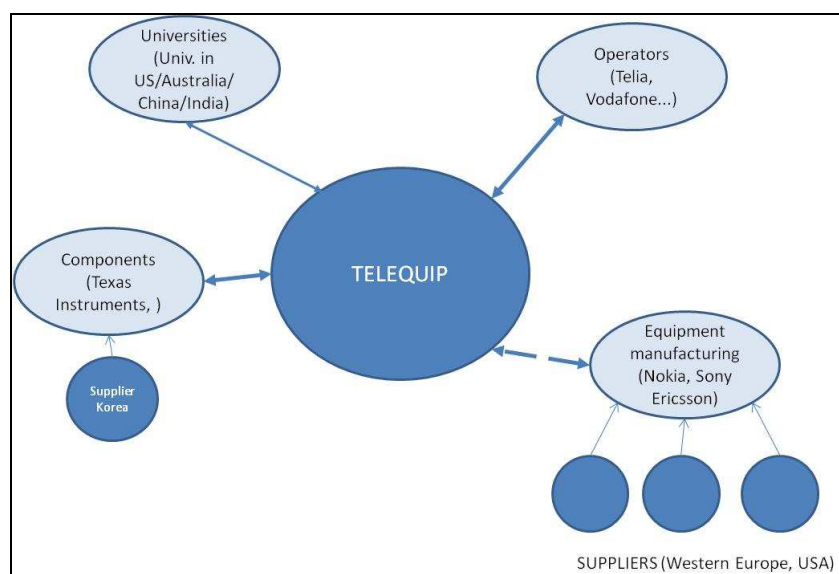 Universities
(Univ. in
US/Australia/
China/India)
Operators
(Telia,
Vodafone...)
TELEQUIP
Components
(Texas
Instruments, )
Supplier
Korea
Equipment
manufacturing
(Nokia, Sony
Ericsson)
SUPPLIERS (Western Europe, USA)